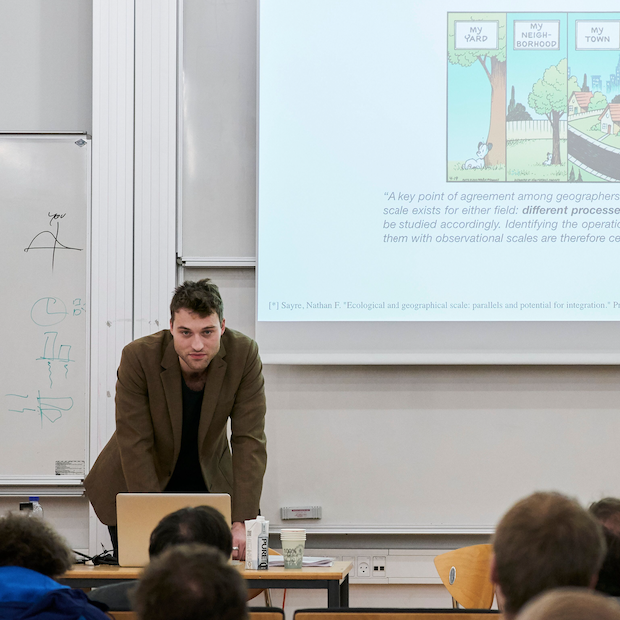 MY
YARD
MY
NEIGH-
BORHOOD
MY
TOWN
you
"A key point of agreement among geographers
scale exists for either field: different processe
be studied accordingly. Identifying the operatio
them with observational scales are therefore ce
[*] Sayre, Nathan F. "Ecological and geographical scale: parallels and potential for integration." Pr
PURE